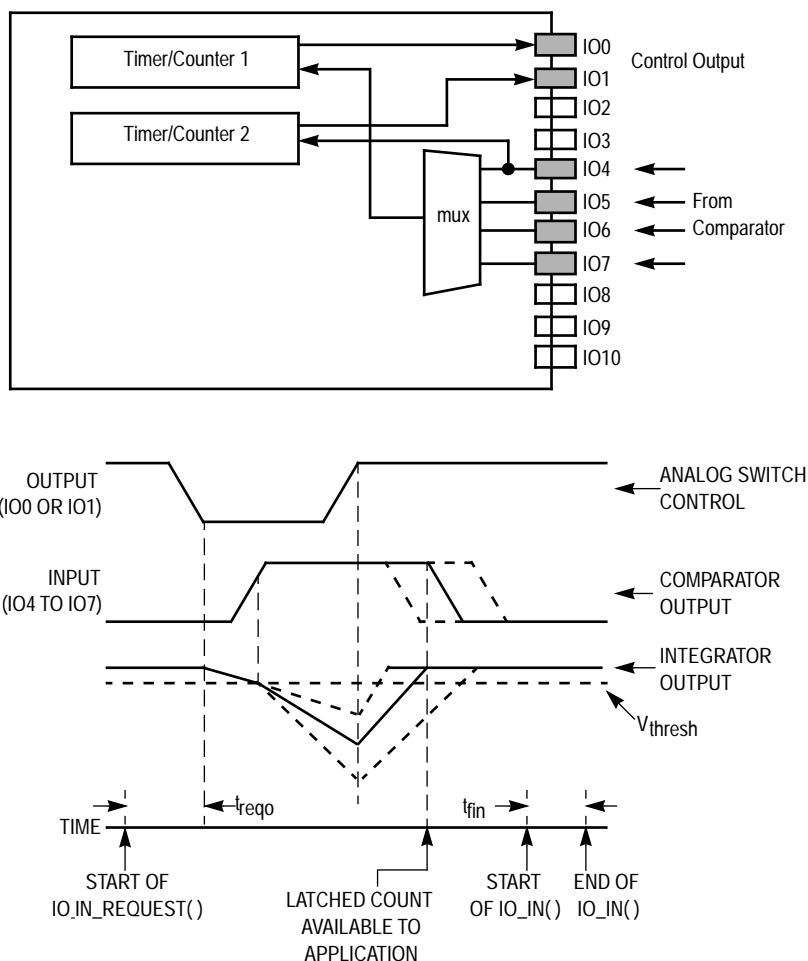 Timer/Counter 1
Timer/Counter 2
mux
IO0
IO1
IO2
IO3
IO4
IO5
IO6
IO7
IO8
IO9
IO10
Control Output
From
Comparator
OUTPUT
(IO0 OR IO1)
ANALOG SWITCH
CONTROL
INPUT
(IO4 TO IO7)
COMPARATOR
OUTPUT
INTEGRATOR
OUTPUT
Vthresh
treqo
tfin
TIME
START OF
IO_IN_REQUEST( )
LATCHED COUNT
AVAILABLE TO
APPLICATION
START
OF IO_IN( )
END OF
IO_IN( )